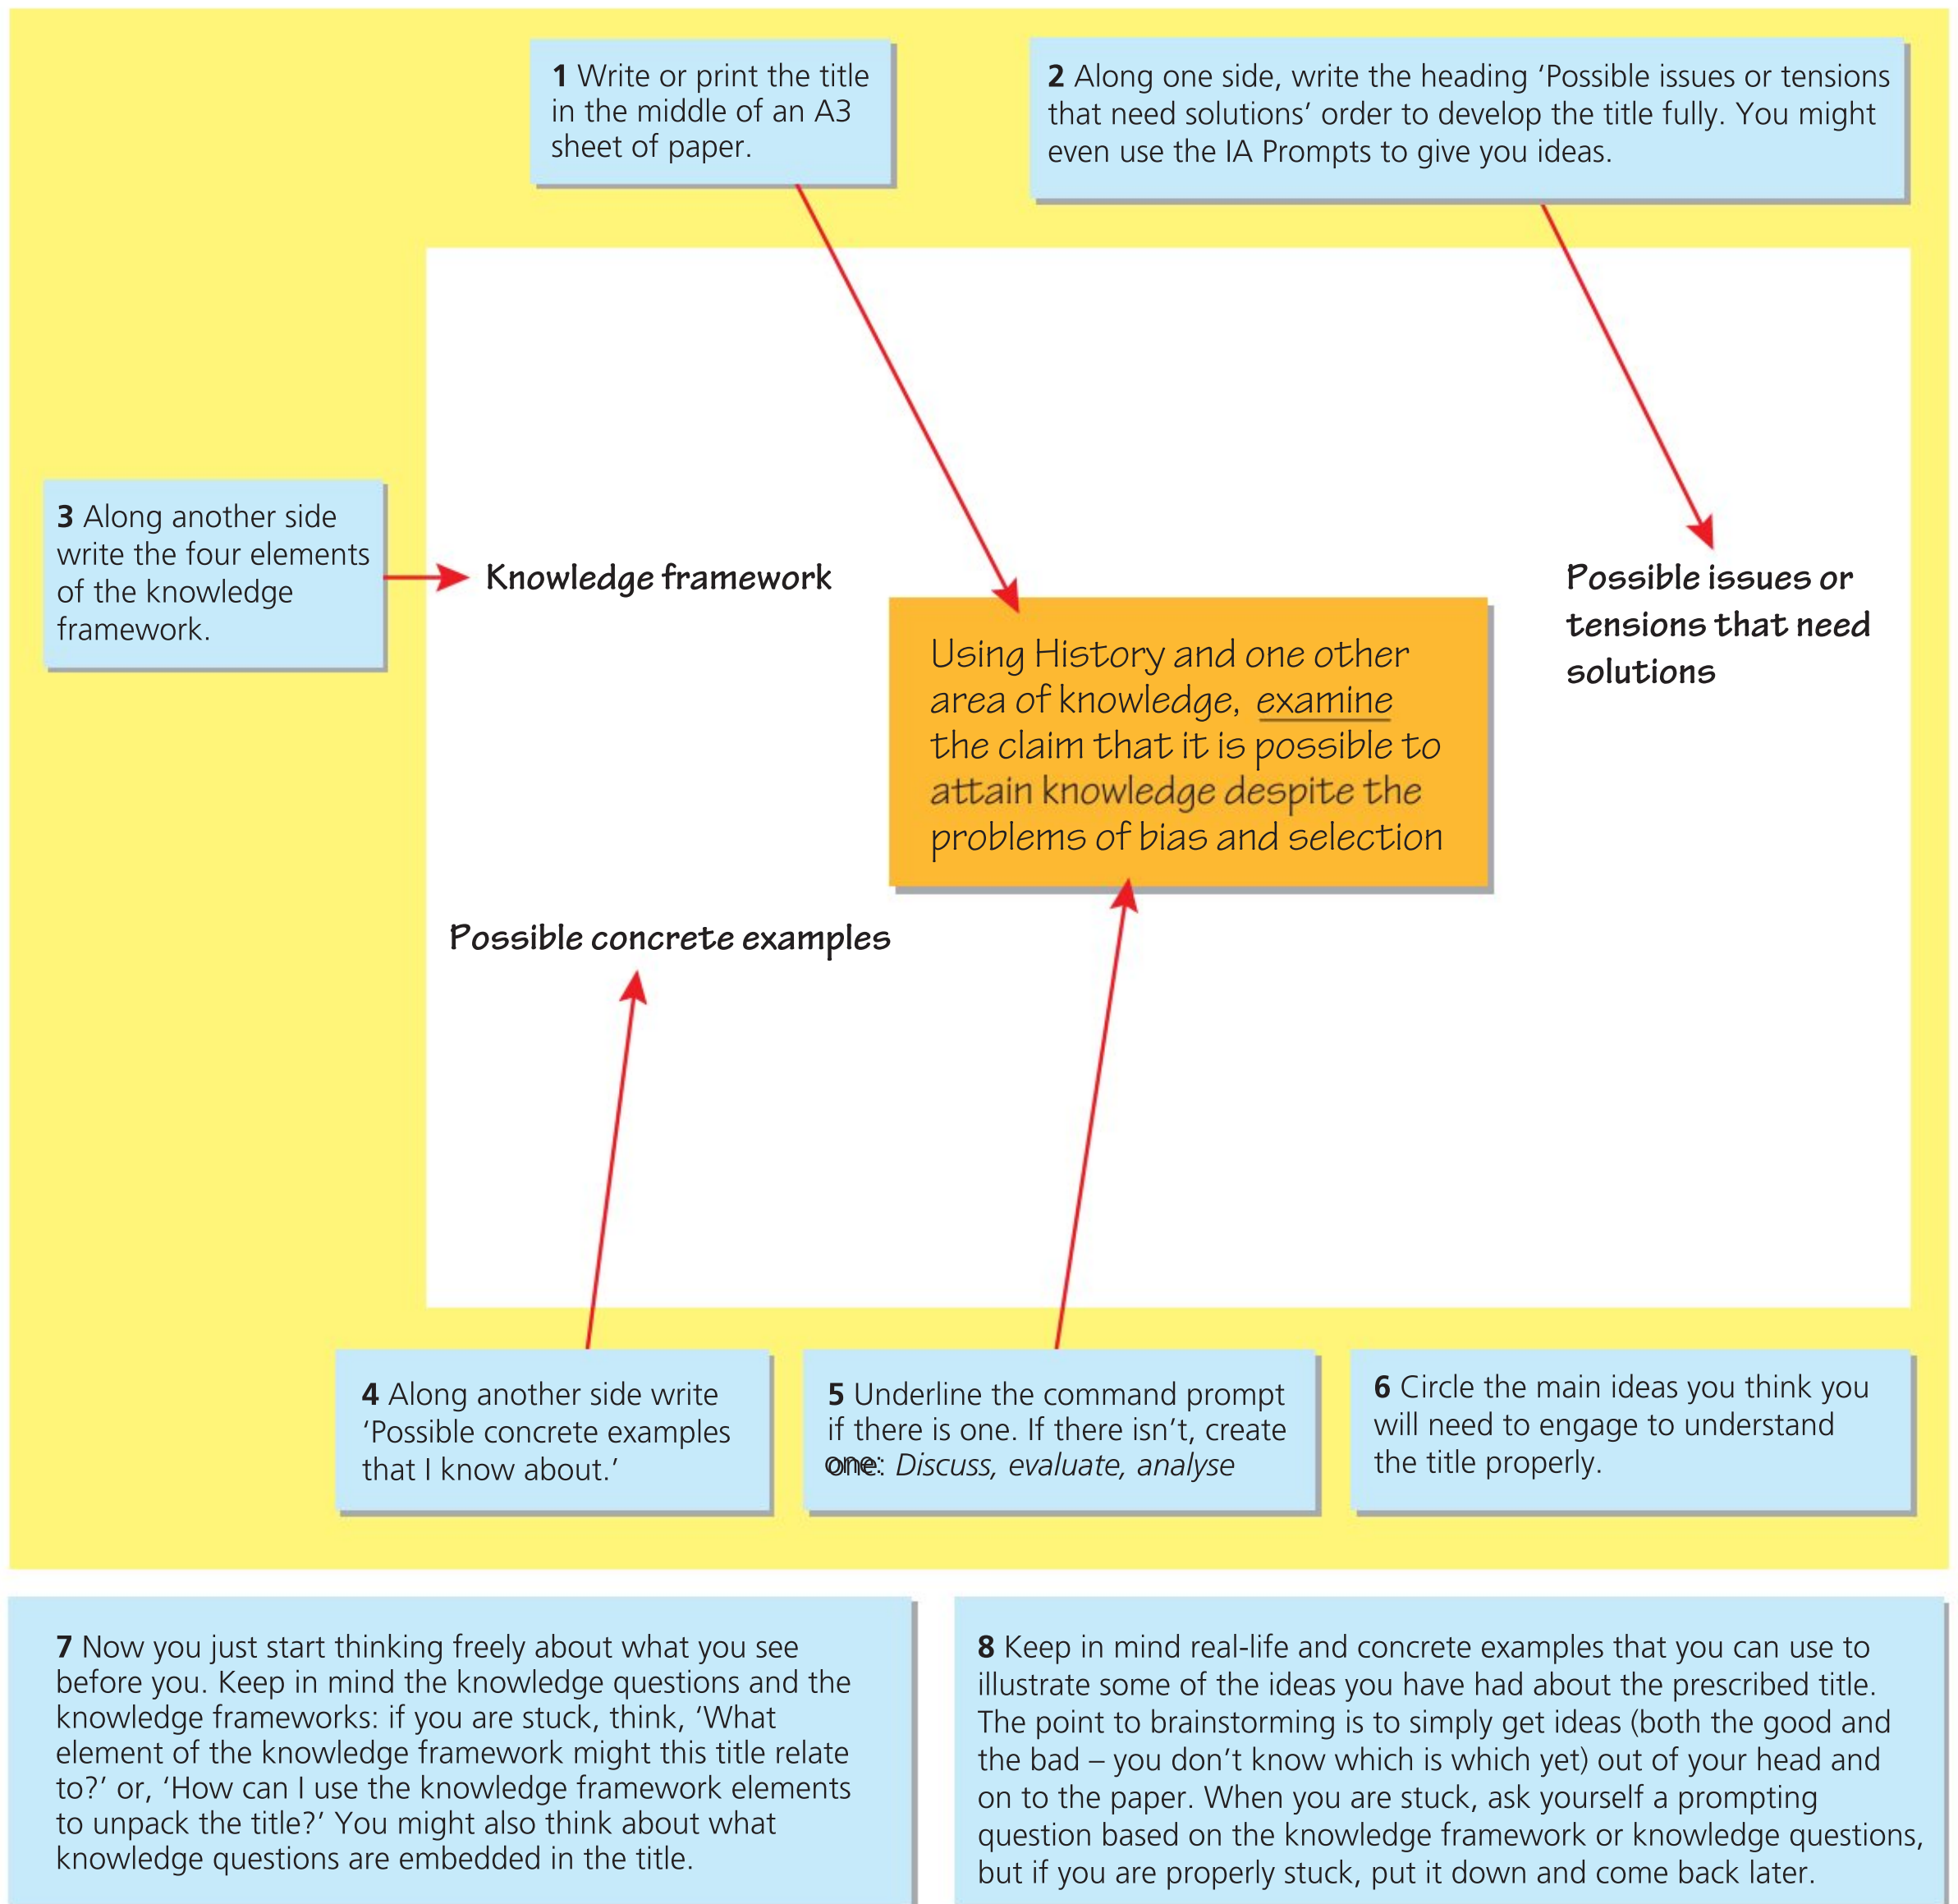 1 Write or print the title
in the middle of an A3
sheet of paper.
2 Along one side, write the heading ‘Possible issues or tensions
that need solutions’ order to develop the title fully. You might
even use the IA Prompts to give you ideas.
3 Along another side
write the four elements
of the knowledge
framework.
Knowledge framework
Possible issues or
tensions that need
solutions
Using History and one other
area of knowledge, examine
the claim that it is possible to
attain knowledge despite the
problems of bias and selection
Possible concrete examples
4 Along another side write
‘Possible concrete examples
that I know about.’
5 Underline the command prompt
if there is one. If there isn’t, create
one: Discuss, evaluate, analyse
6 Circle the main ideas you think you
will need to engage to understand
the title properly.
7 Now you just start thinking freely about what you see
before you. Keep in mind the knowledge questions and the
knowledge frameworks: if you are stuck, think, ‘What
element of the knowledge framework might this title relate
to?’ or, ‘How can I use the knowledge framework elements
to unpack the title?’ You might also think about what
knowledge questions are embedded in the title.
8 Keep in mind real-life and concrete examples that you can use to
illustrate some of the ideas you have had about the prescribed title.
The point to brainstorming is to simply get ideas (both the good and
the bad – you don’t know which is which yet) out of your head and
on to the paper. When you are stuck, ask yourself a prompting
question based on the knowledge framework or knowledge questions,
but if you are properly stuck, put it down and come back later.